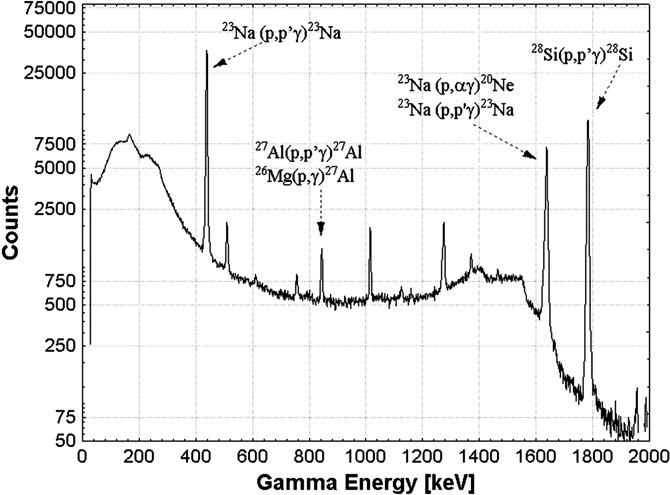 75000
50000
25000
7500
5000
2500
750
500
250
75
50
Counts
²³Na (p,p’γ)²³Na
²⁸Si(p,p’γ)²⁸Si
²³Na (p,αγ)²⁰Ne
²³Na (p,p'γ)²³Na
²⁷Al(p,p’γ)²⁷Al
²⁶Mg(p,γ)²⁷Al
0 200 400 600 800 1000 1200 1400 1600 1800 2000
Gamma Energy [keV]